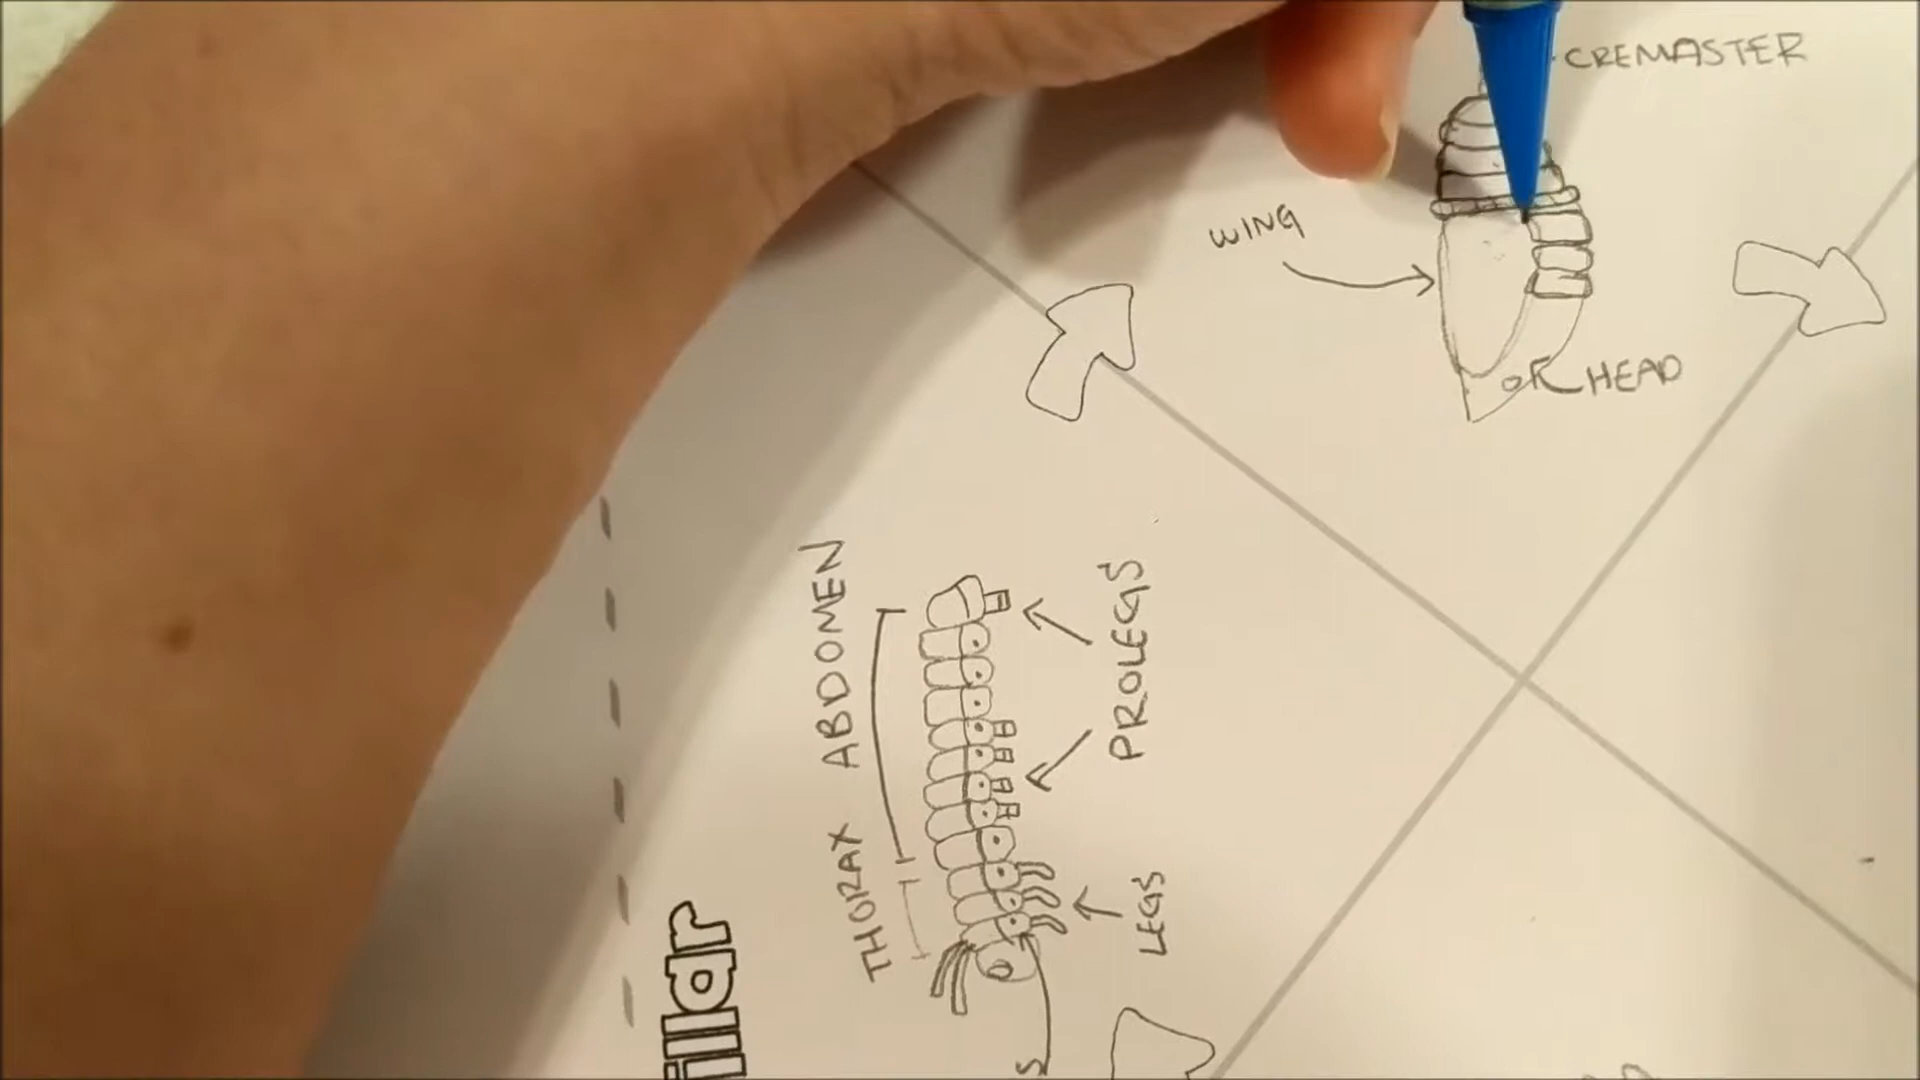 CREMASTER
WING
HEAD
ABDOMEN
THORAX
PROLEGS
LEGS
illar
S